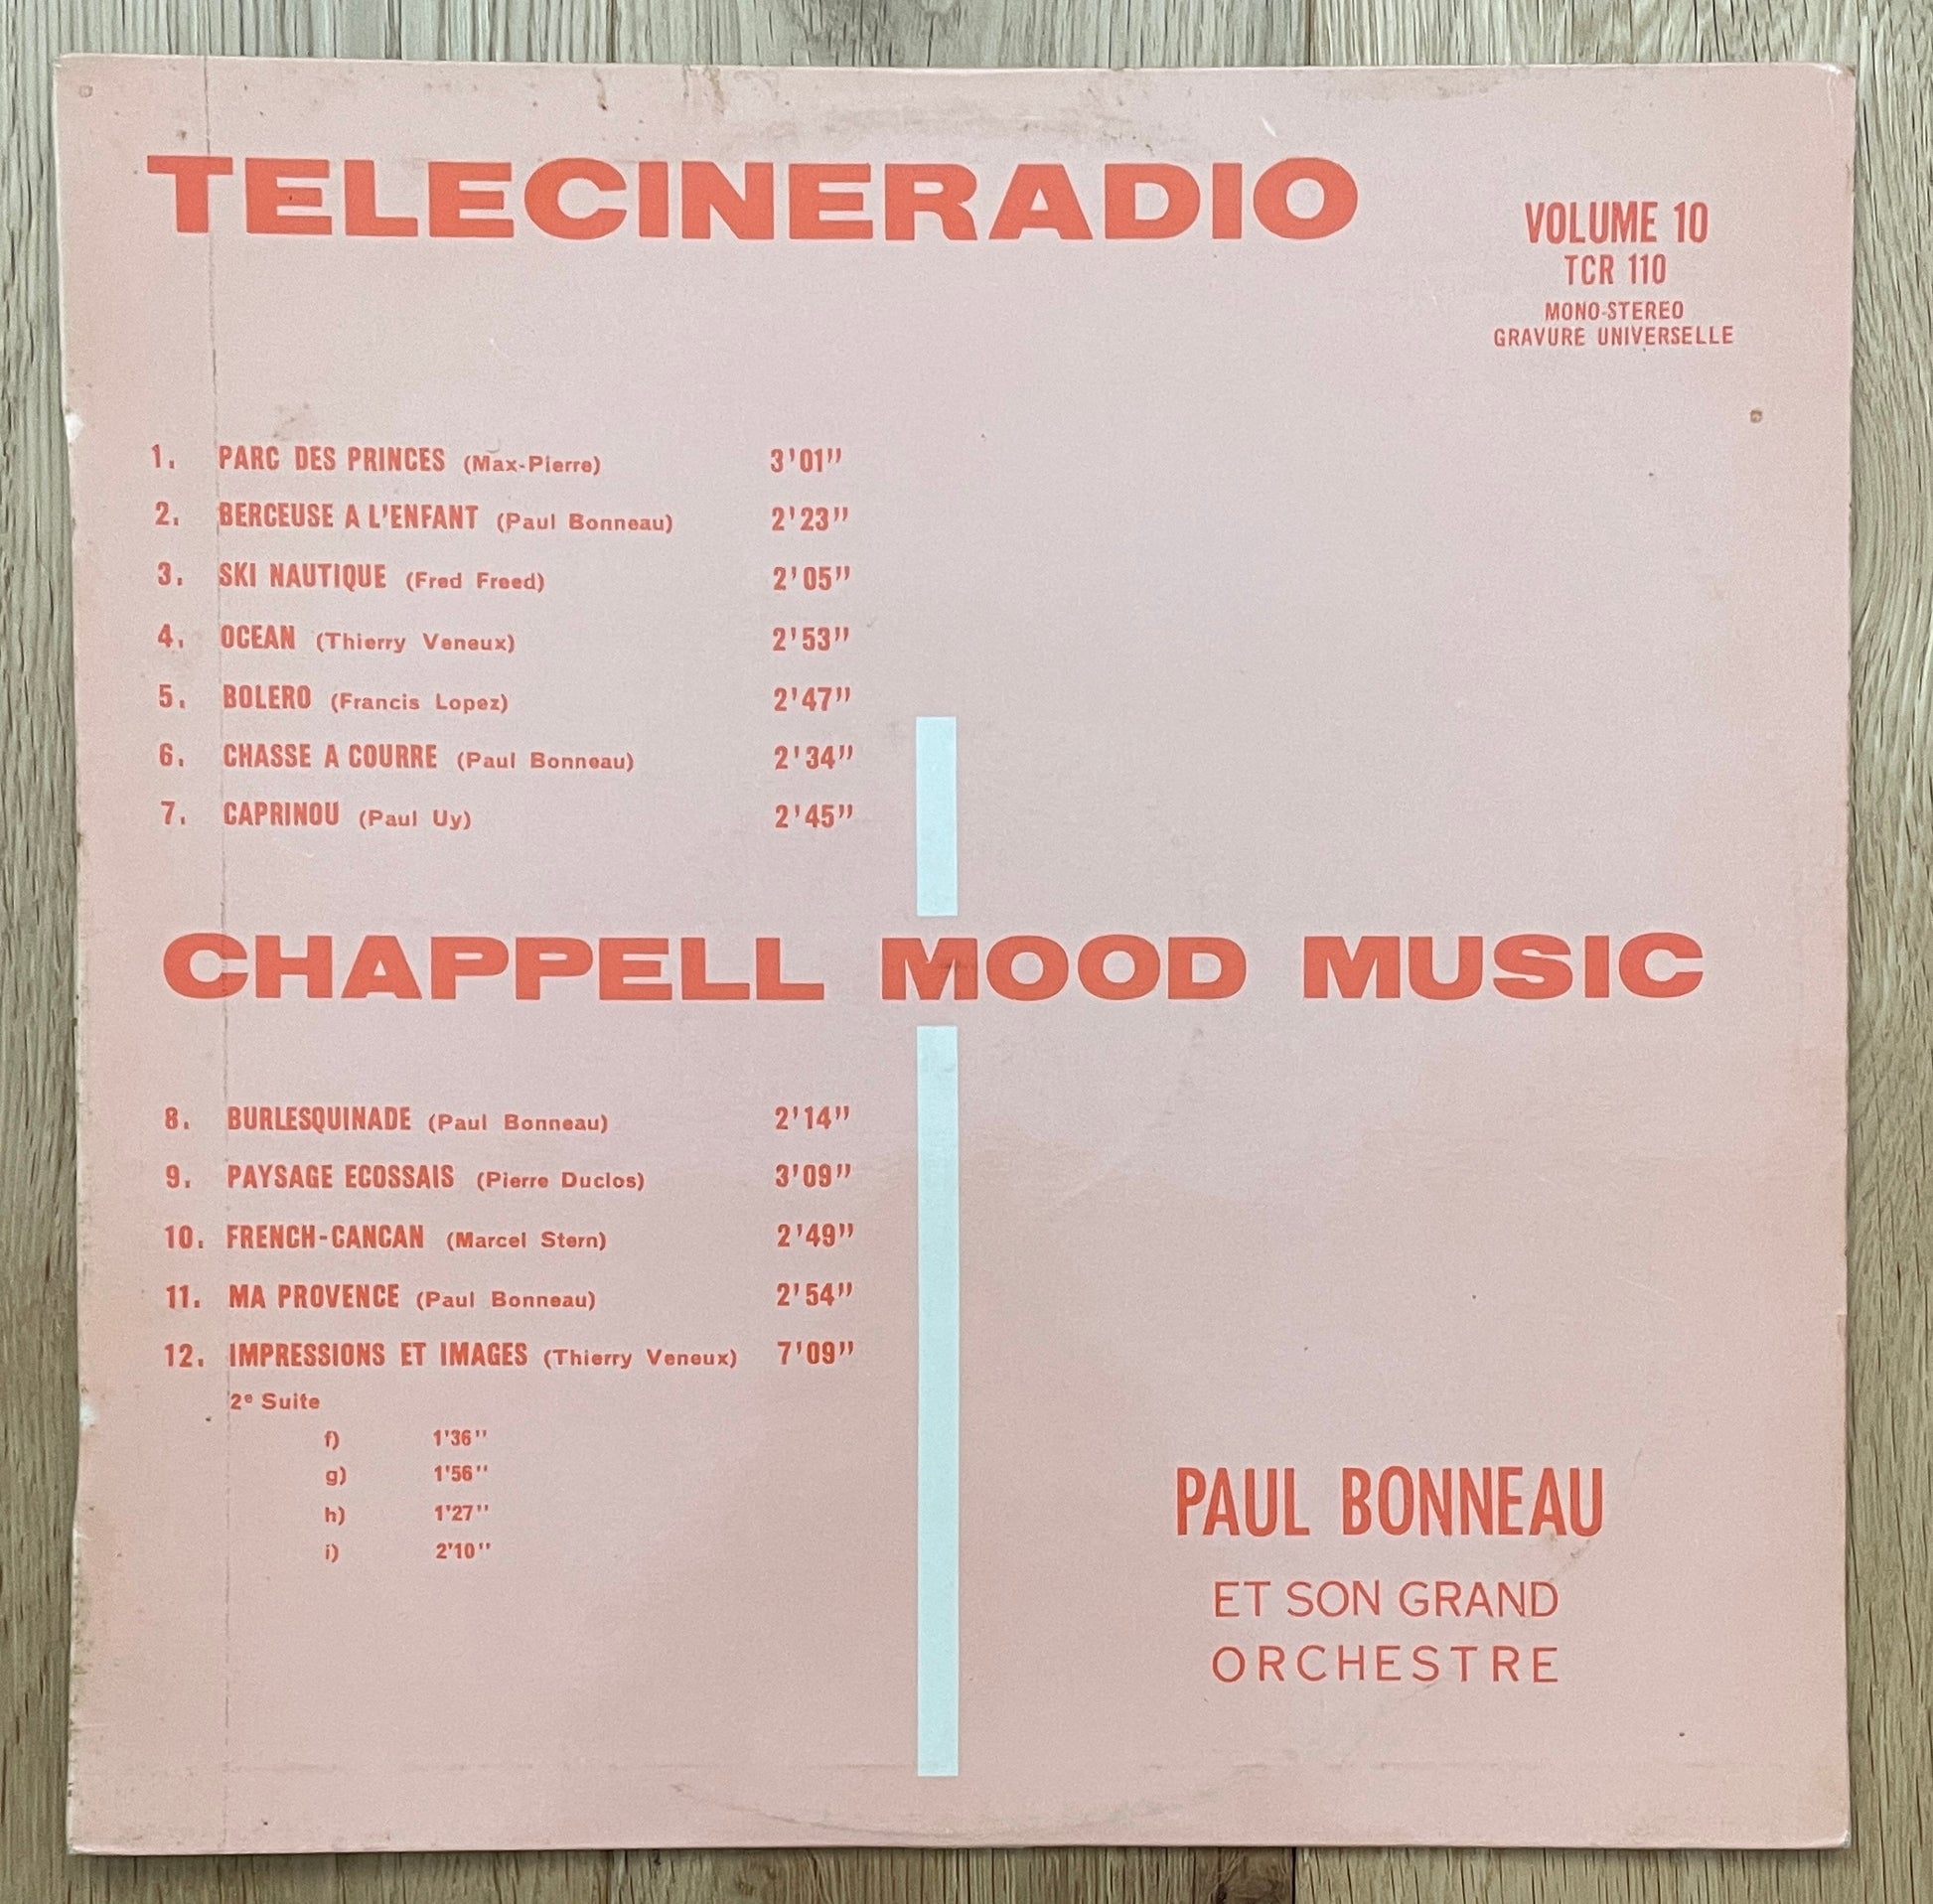 TELECINERADIO
VOLUME 10
TCR 110
MONO-STEREO
GRAVURE UNIVERSELLE
1. PARC DES PRINCES (Max-Pierre) 3'01"
2. BERCEUSE A L'ENFANT (Paul Bonneau) 2'23"
3. SKI NAUTIQUE (Fred Freed) 2'05"
4. OCEAN (Thierry Veneux) 2'53"
5. BOLERO (Francis Lopez) 2'47"
6. CHASSE A COURRE (Paul Bonneau) 2'34"
7. CAPRINOU (Paul Uy) 2'45"
CHAPPELL MOOD MUSIC
8. BURLESQUINADE (Paul Bonneau) 2'14"
9. PAYSAGE ECOSSAIS (Pierre Duclos) 3'09"
10. FRENCH-CANCAN (Marcel Stern) 2'49"
11. MA PROVENCE (Paul Bonneau) 2'54"
12. IMPRESSIONS ET IMAGES (Thierry Veneux) 7'09"
2e Suite
f) 1'36"
g) 1'56"
h) 1'27"
i) 2'10"
PAUL BONNEAU
ET SON GRAND
ORCHESTRE